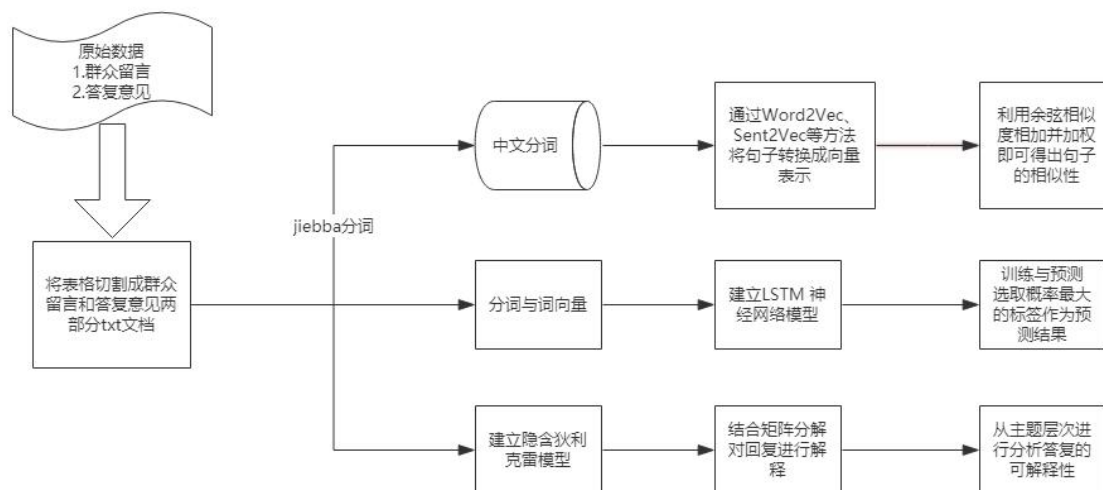 原始数据
1.群众留言
2.答复意见
将表格切割成群众
留言和答复意见两
部分txt文档
jiebba分词
中文分词
通过Word2Vec、
Sent2Vec等方法
将句子转换成向量
表示
利用余弦相似
度相加并加权
即可得出句子
的相似性
分词与词向量
建立LSTM 神
经网络模型
训练与预测
选取概率最大
的标签作为预
测结果
建立隐含狄利
克雷模型
结合矩阵分解
对回复进行解
释
从主题层次进
行分析答复的
可解释性